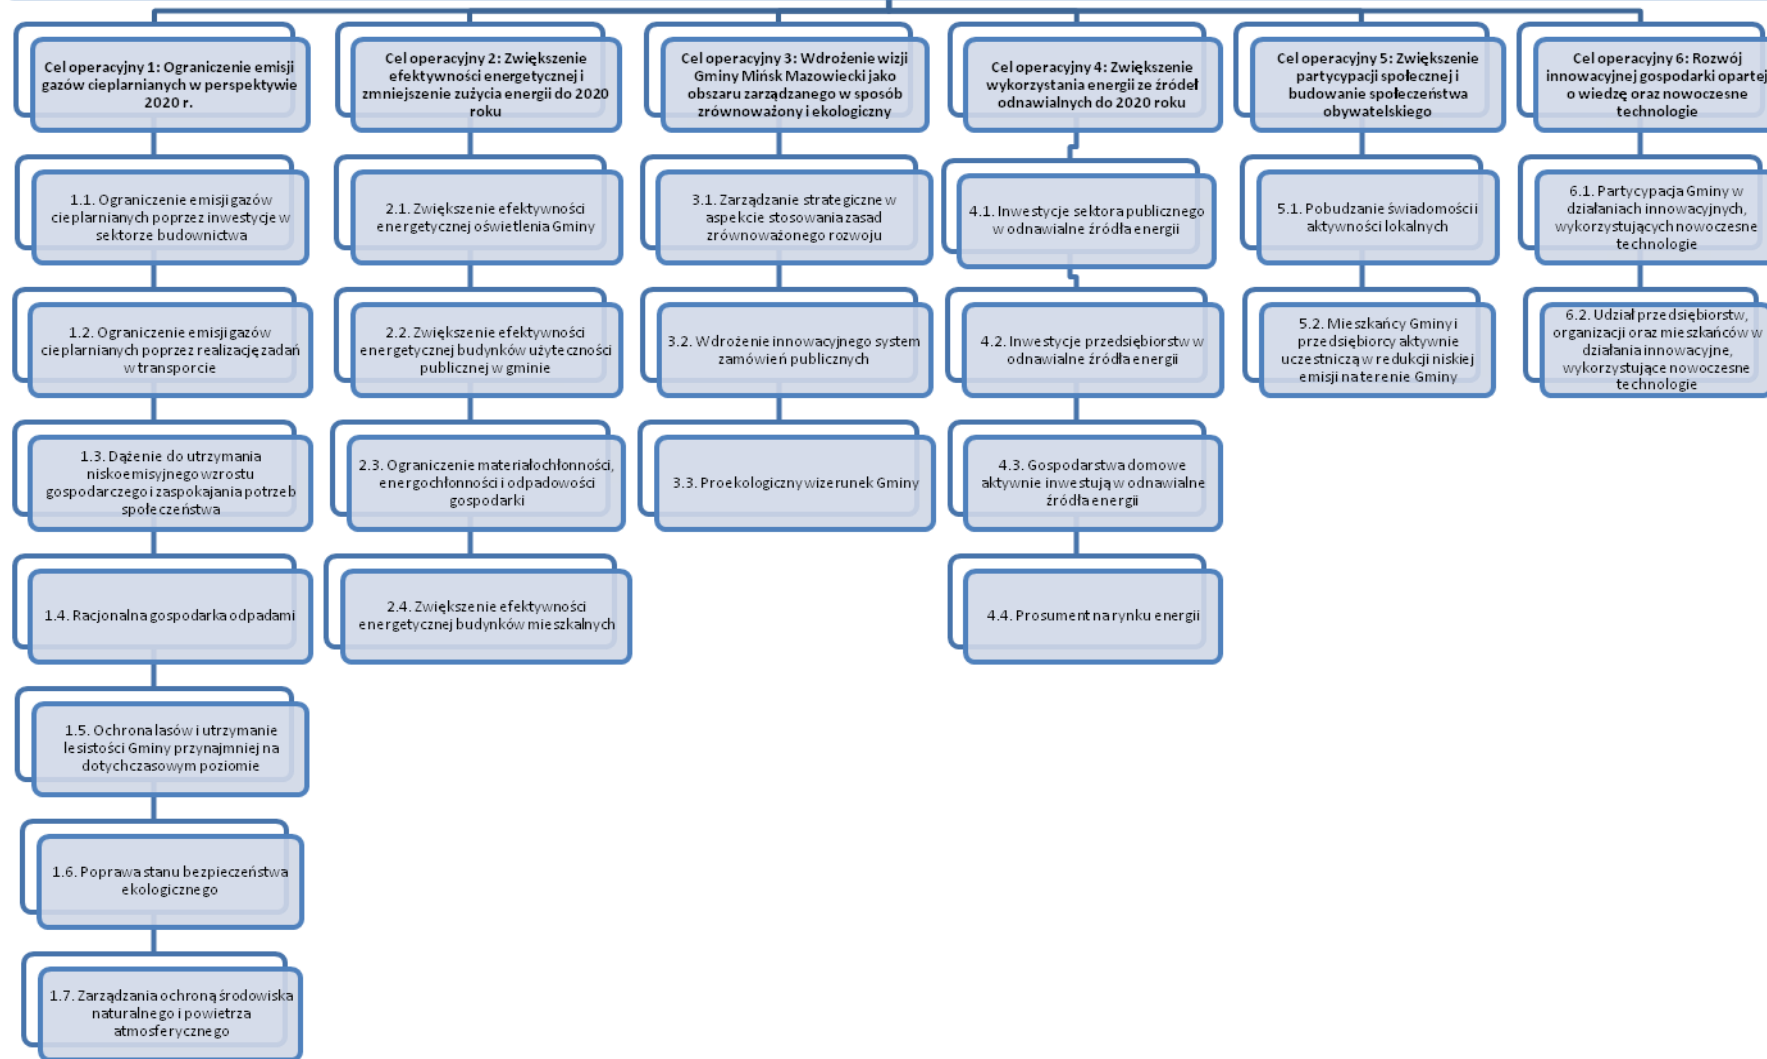 Cel operacyjny 1: Ograniczenie emisji
gazów cieplarnianych w perspektywie
2020 r.
1.1. Ograniczenie emisji gazów
cieplarnianych poprzez inwestycje w
sektorze budownictwa
1.2. Ograniczenie emisji gazów
cieplarnianych poprzez realizację zadań
w transporcie
1.3. Dążenie do utrzymania
niskoemisyjnego wzrostu
gospodarczego i zaspokajania potrzeb
społeczeństwa
1.4. Racjonalna gospodarka odpadami
1.5. Ochrona lasów i utrzymanie
lesistości Gminy przynajmniej na
dotychczasowym poziomie
1.6. Poprawa stanu bezpieczeństwa
ekologicznego
1.7. Zarządzania ochroną środowiska
naturalnego i powietrza
atmosferycznego
Cel operacyjny 2: Zwiększenie
efektywności energetycznej i
zmniejszenie zużycia energii do 2020
roku
2.1. Zwiększenie efektywności
energetycznej oświetlenia Gminy
2.2. Zwiększenie efektywności
energetycznej budynków użyteczności
publicznej w gminie
2.3. Ograniczenie materiałochłonności,
energochłonności i odpadowości
gospodarki
2.4. Zwiększenie efektywności
energetycznej budynków mieszkalnych
Cel operacyjny 3: Wdrożenie wizji
Gminy Mińsk Mazowiecki jako
obszaru zarządzanego w sposób
zrównoważony i ekologiczny
3.1. Zarządzanie strategiczne w
aspekcie stosowania zasad
zrównoważonego rozwoju
3.2. Wdrożenie innowacyjnego system
zamówień publicznych
3.3. Proekologiczny wizerunek Gminy
Cel operacyjny 4: Zwiększenie
wykorzystania energii ze źródeł
odnawialnych do 2020 roku
4.1. Inwestycje sektora publicznego
w odnawialne źródła energii
4.2. Inwestycje przedsiębiorstw w
odnawialne źródła energii
4.3. Gospodarstwa domowe
aktywnie inwestują w odnawialne
źródła energii
4.4. Prosument na rynku energii
Cel operacyjny 5: Zwiększenie
partycypacji społecznej i
budowanie społeczeństwa
obywatelskiego
5.1. Pobudzanie świadomości i
aktywności lokalnych
5.2. Mieszkańcy Gminy i
przedsiębiorcy aktywnie
uczestniczą w redukcji niskiej
emisji na terenie Gminy
Cel operacyjny 6: Rozwój
innowacyjnej gospodarki opartej
o wiedzę oraz nowoczesne
technologie
6.1. Partycypacja Gminy w
działaniach innowacyjnych,
wykorzystujących nowoczesne
technologie
6.2. Udział przedsiębiorstw,
organizacji oraz mieszkańców w
działania innowacyjne,
wykorzystujące nowoczesne
technologie